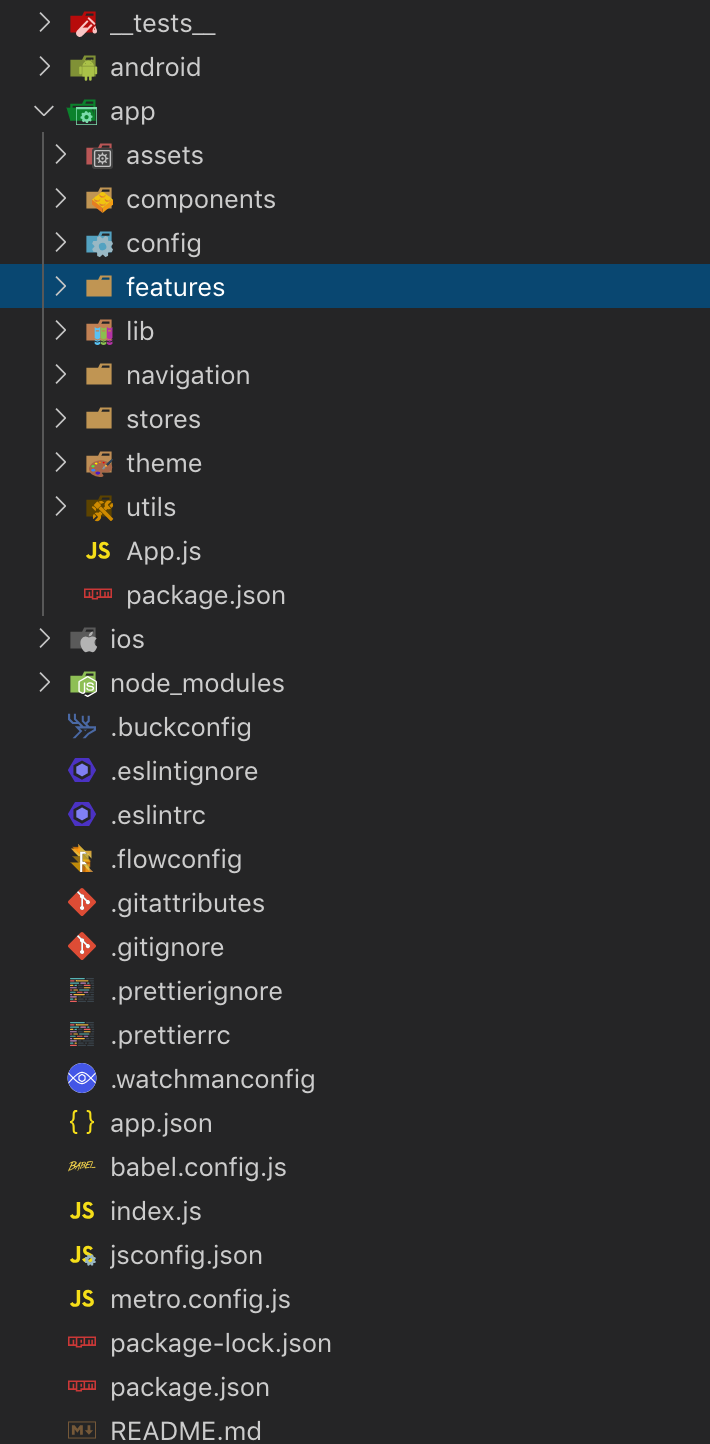 __tests__
android
app
assets
components
config
features
lib
navigation
stores
theme
utils
JS App.js
package.json
ios
node_modules
.buckconfig
.eslintignore
.eslintrc
.flowconfig
.gitattributes
.gitignore
.prettierignore
.prettierrc
.watchmanconfig
{ } app.json
BABEL babel.config.js
JS index.js
JS jsconfig.json
JS metro.config.js
package-lock.json
package.json
M README.md